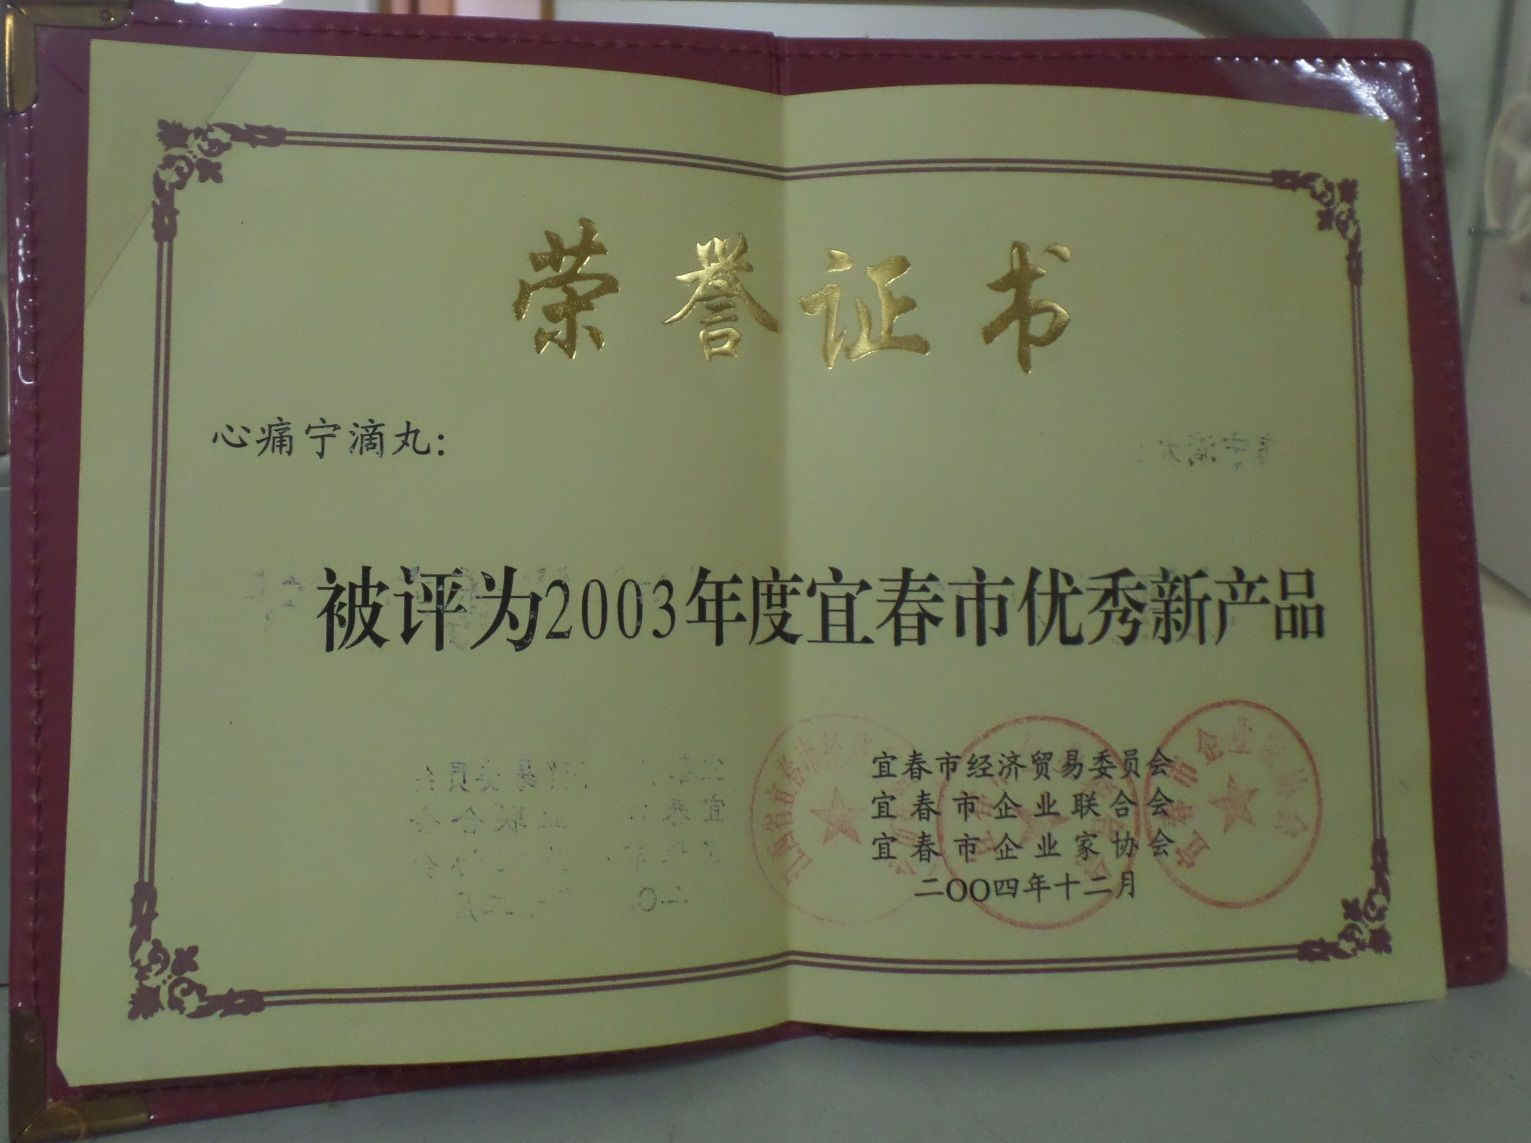 荣誉证书
心痛宁滴丸：
被评为2003年度宜春市优秀新产品
宜春市经济贸易委员会
宜春市企业联合会
宜春市企业家协会
二〇〇四年十二月